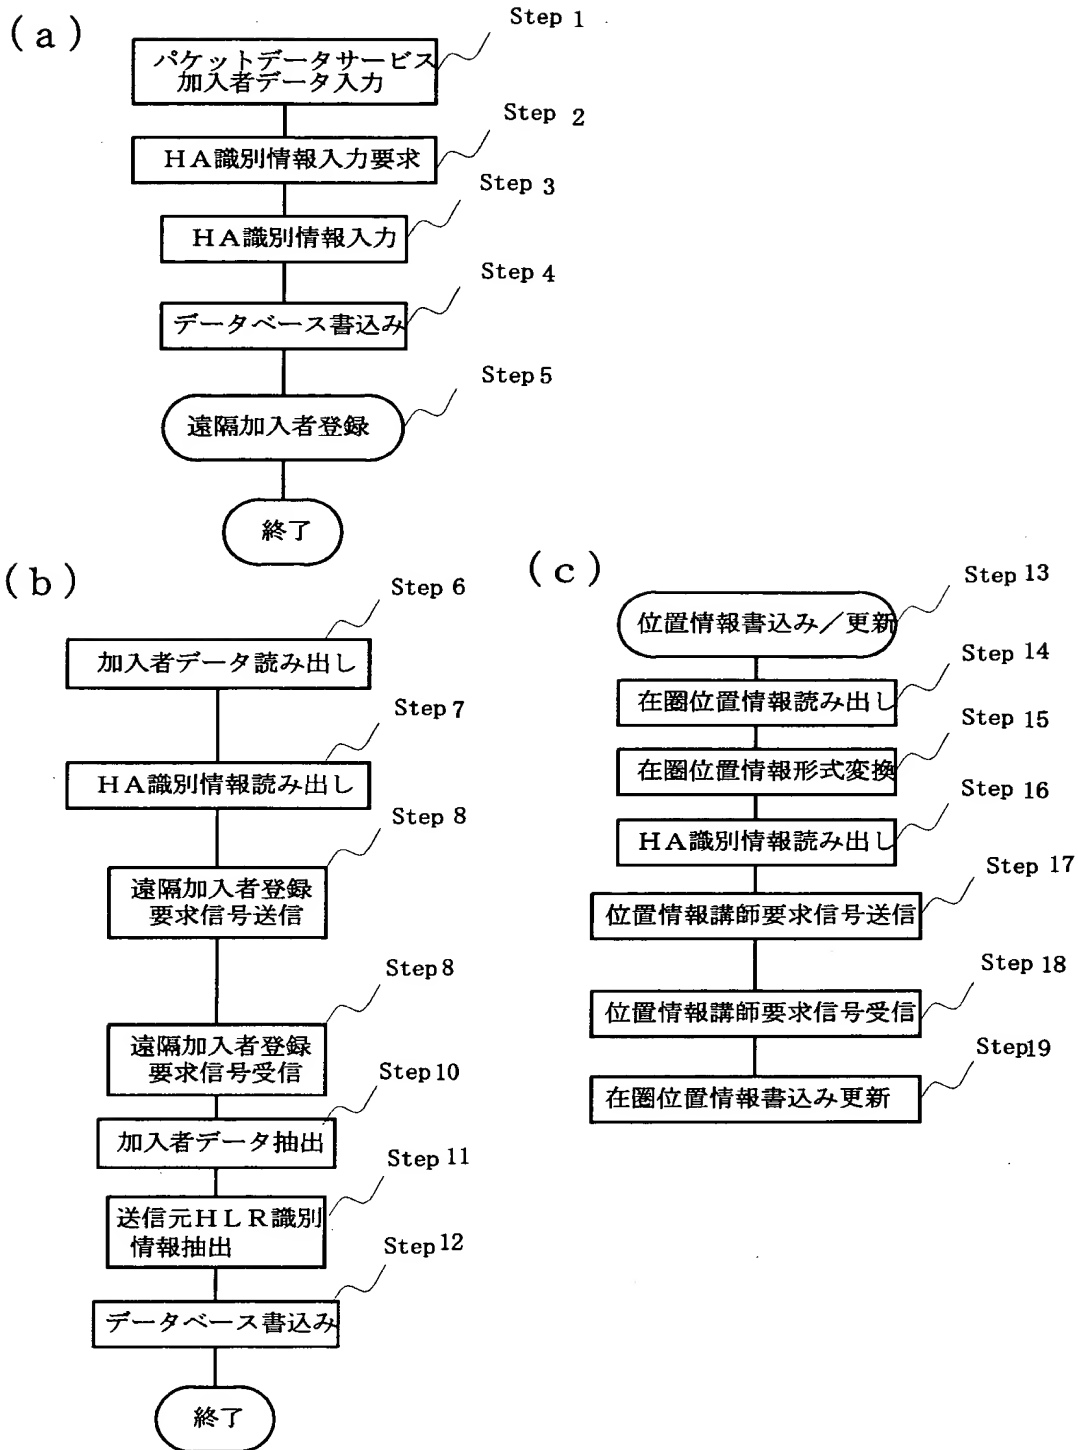 (a)
Step 1
パケットデータサービス
加入者データ入力
Step 2
HA識別情報入力要求
Step 3
HA識別情報入力
Step 4
データベース書込み
Step 5
遠隔加入者登録
終了
(b)
Step 6
加入者データ読み出し
Step 7
HA識別情報読み出し
Step 8
遠隔加入者登録
要求信号送信
Step 8
遠隔加入者登録
要求信号受信
Step 10
加入者データ抽出
Step 11
送信元HLR識別
情報抽出
Step 12
データベース書込み
終了
(c)
Step 13
位置情報書込み/更新
Step 14
在圏位置情報読み出し
Step 15
在圏位置情報形式変換
Step 16
HA識別情報読み出し
Step 17
位置情報講師要求信号送信
Step 18
位置情報講師要求信号受信
Step19
在圏位置情報書込み更新